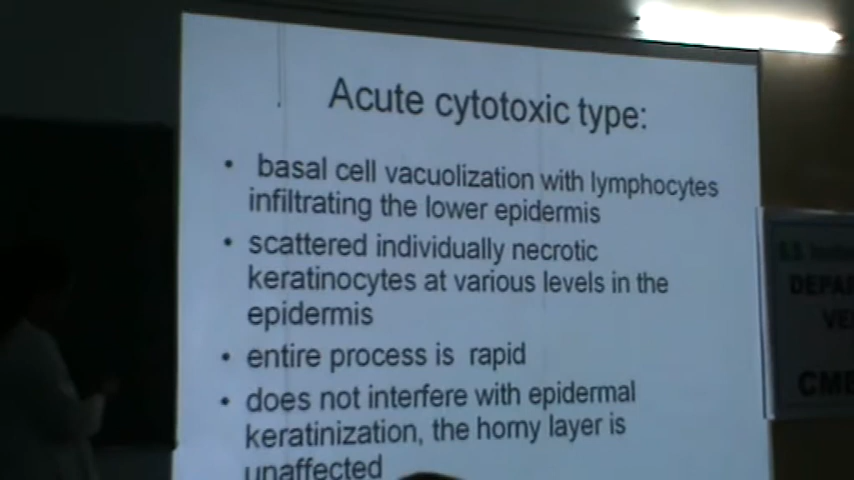 Acute cytotoxic type:
• basal cell vacuolization with lymphocytes
infiltrating the lower epidermis
• scattered individually necrotic
keratinocytes at various levels in the
epidermis
• entire process is rapid
• does not interfere with epidermal
keratinization, the horny layer is
unaffected
DEPA
VE
CME